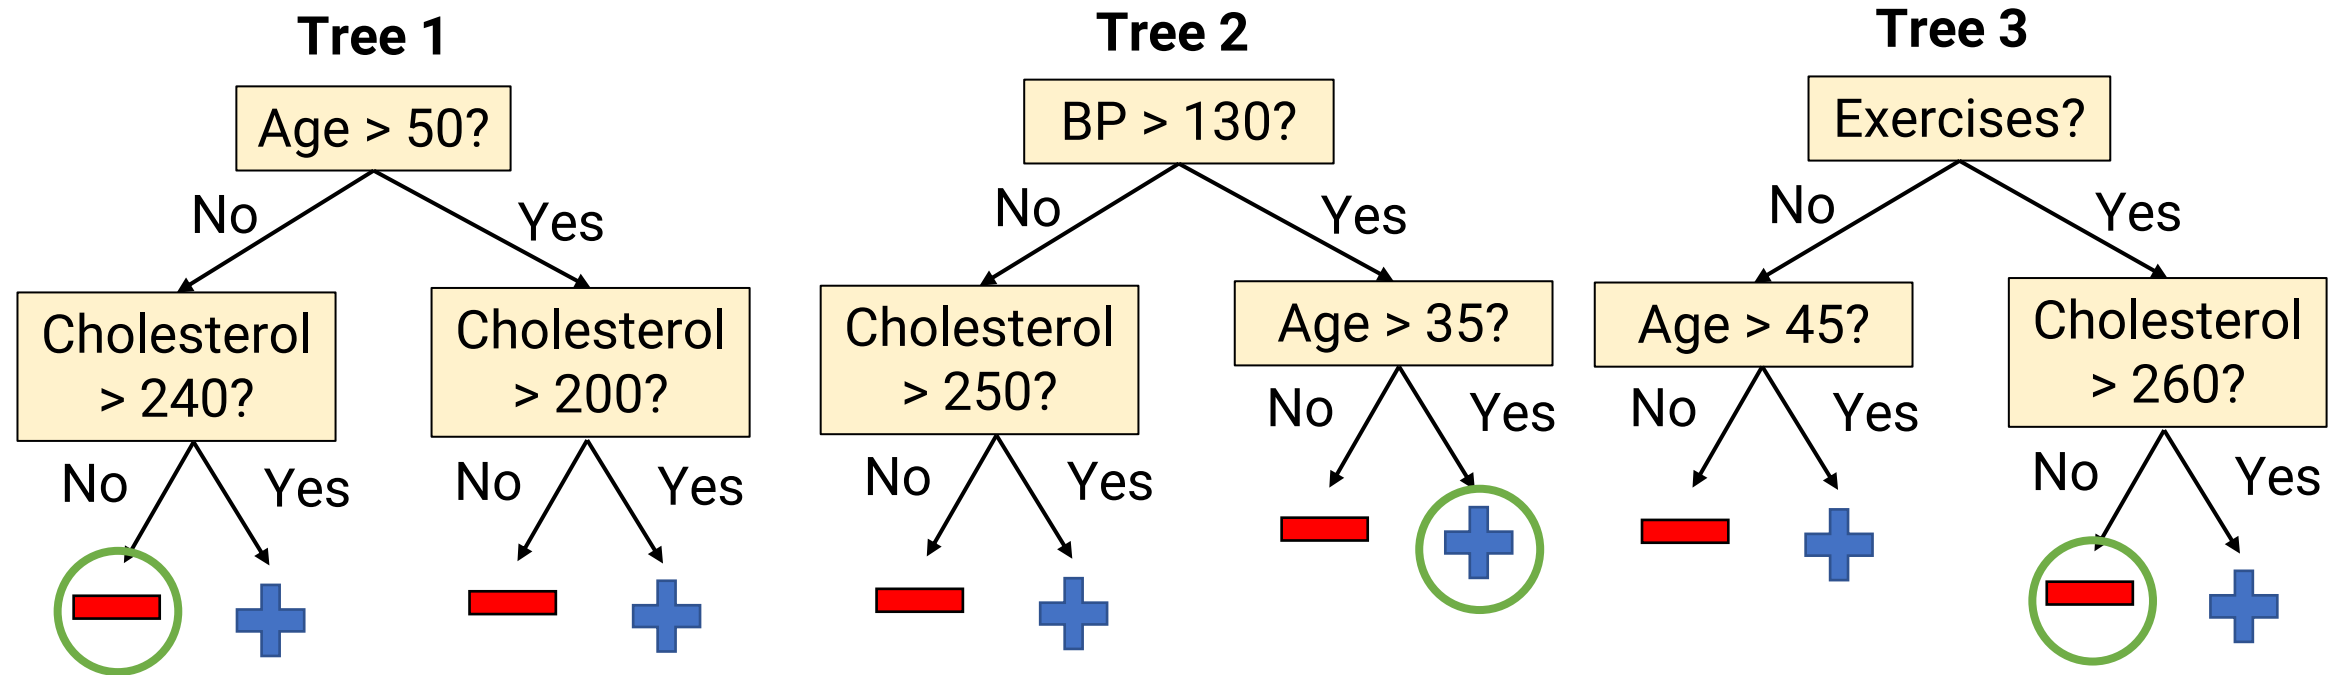 Tree 1
Age > 50?
No
Yes
Cholesterol
> 240?
Cholesterol
> 200?
No
Yes
No
Yes
Tree 2
BP > 130?
No
Yes
Cholesterol
> 250?
Age > 35?
No
Yes
No
Yes
Tree 3
Exercises?
No
Yes
Age > 45?
Cholesterol
> 260?
No
Yes
No
Yes